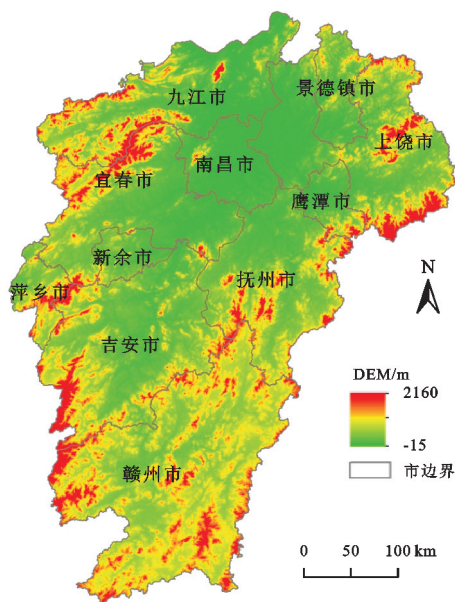 九江市
景德镇市
上饶市
南昌市
宜春市
鹰潭市
新余市
抚州市
萍乡市
吉安市
赣州市
N
DEM/m
2160
-15
市边界
0 50 100 km